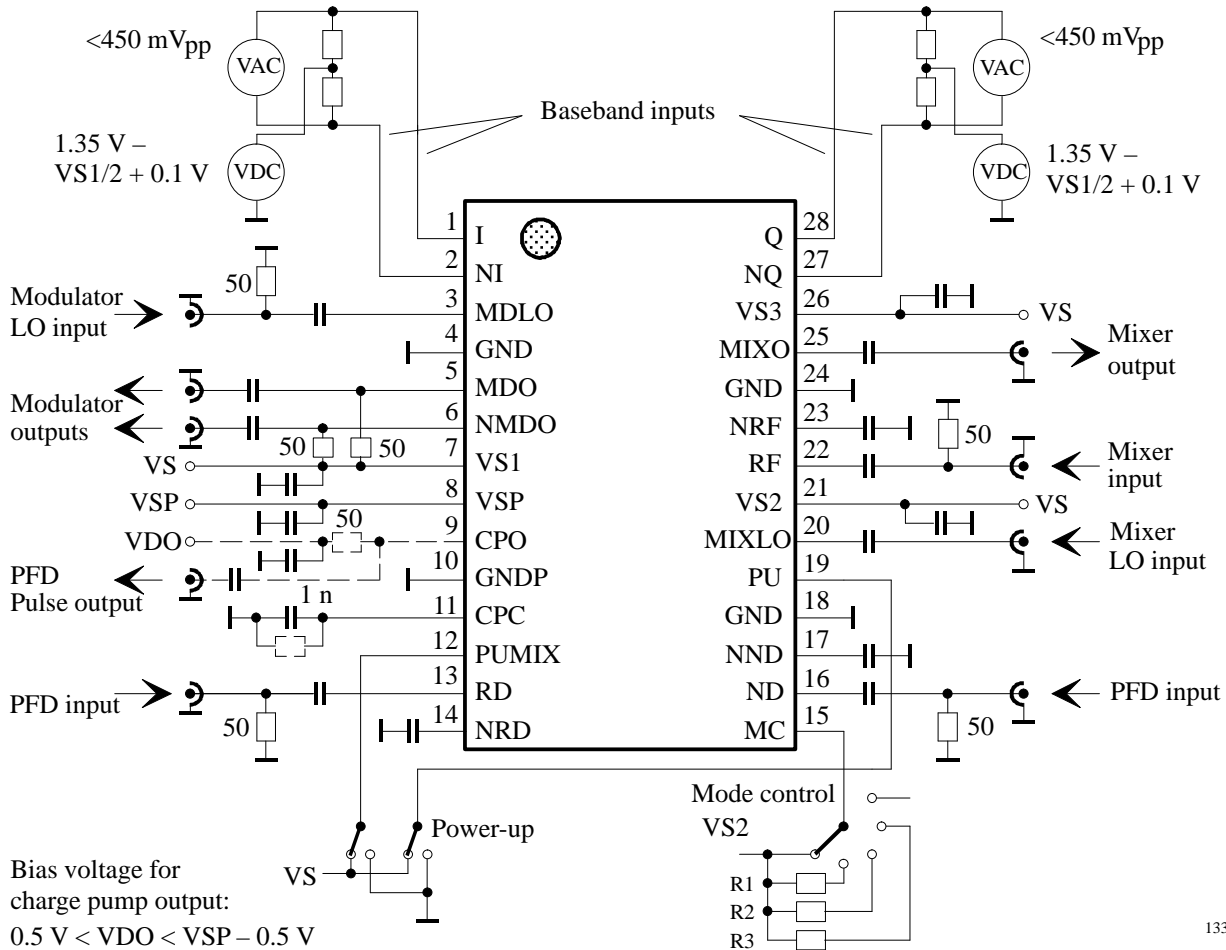 <450 mVpp
VAC
1.35 V –
VS1/2 + 0.1 V
VDC
Baseband inputs
<450 mVpp
VAC
1.35 V –
VS1/2 + 0.1 V
VDC
1 I
2 NI
3 MDLO
4 GND
5 MDO
6 NMDO
7 VS1
8 VSP
9 CPO
10 GNDP
11 CPC
12 PUMIX
13 RD
14 NRD
Q 28
NQ 27
VS3 26
MIXO 25
GND 24
NRF 23
RF 22
VS2 21
MIXLO 20
PU 19
GND 18
NND 17
ND 16
MC 15
50
Modulator
LO input
Modulator
outputs
50
50
VS
VSP
50
VDO
PFD
Pulse output
1 n
PFD input
50
VS
Mixer
output
50
Mixer
input
VS
Mixer
LO input
PFD input
50
Mode control
VS2
R1
R2
R3
Power-up
VS
Bias voltage for
charge pump output:
0.5 V < VDO < VSP – 0.5 V
133